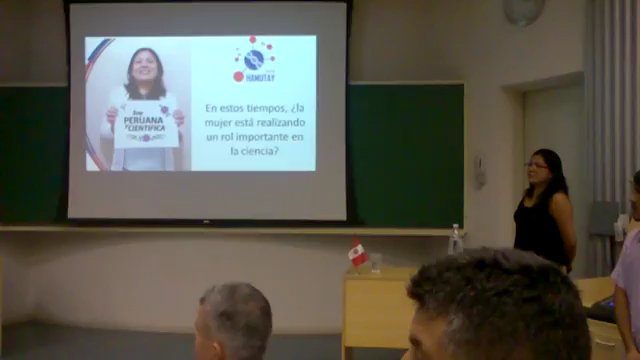 Soy
PERUANA
Y CIENTÍFICA
HAMUTAY
En estos tiempos, ¿la
mujer está realizando
un rol importante en
la ciencia?